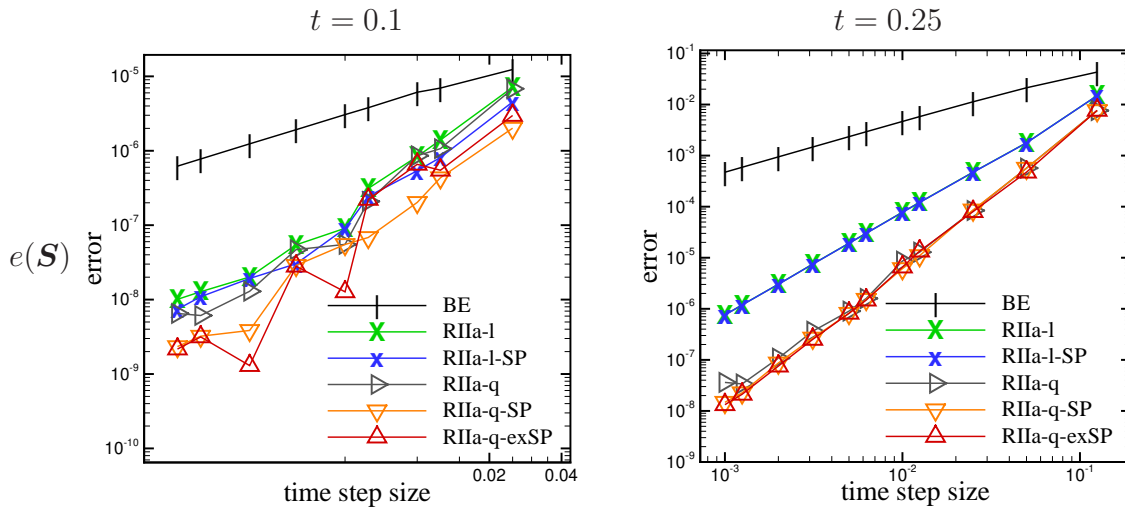 t = 0.1
t = 0.25
e(S)
error
10^-5
10^-6
10^-7
10^-8
10^-9
10^-10
0.02
0.04
time step size
BE
RIIa-l
RIIa-l-SP
RIIa-q
RIIa-q-SP
RIIa-q-exSP
error
10^-1
10^-2
10^-3
10^-4
10^-5
10^-6
10^-7
10^-8
10^-9
10^-3
10^-2
10^-1
time step size
BE
RIIa-l
RIIa-l-SP
RIIa-q
RIIa-q-SP
RIIa-q-exSP